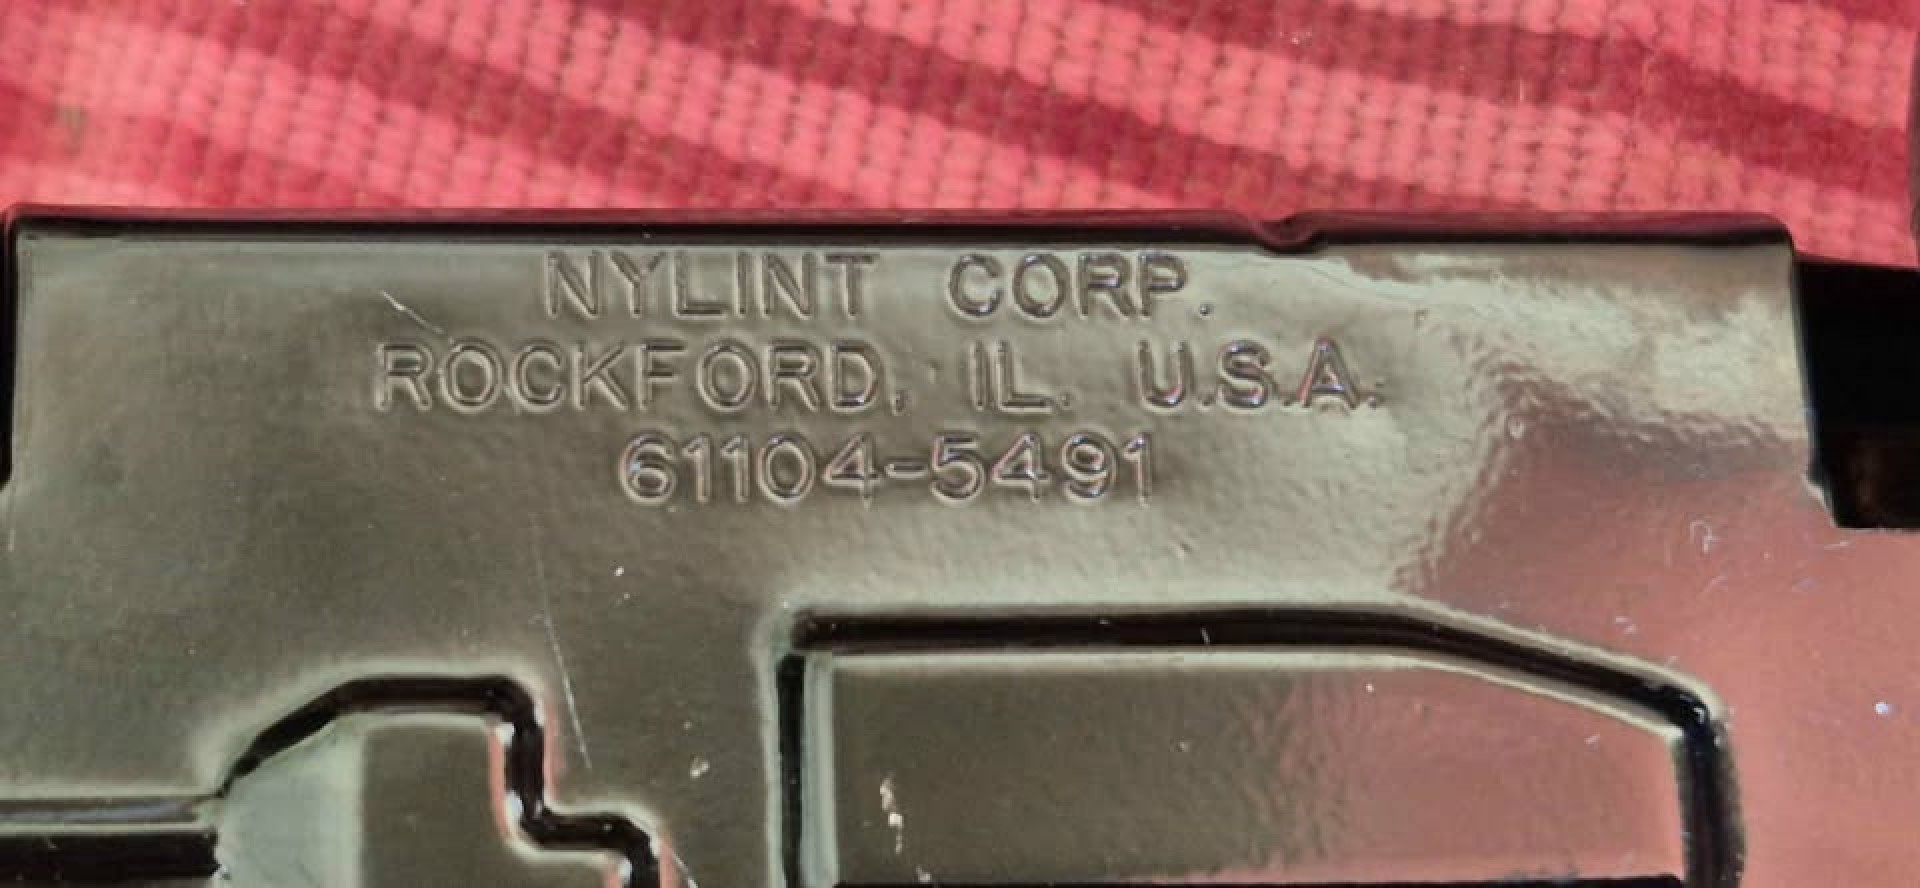 NYLINT CORP.
ROCKFORD, IL. U.S.A.
61104-5491